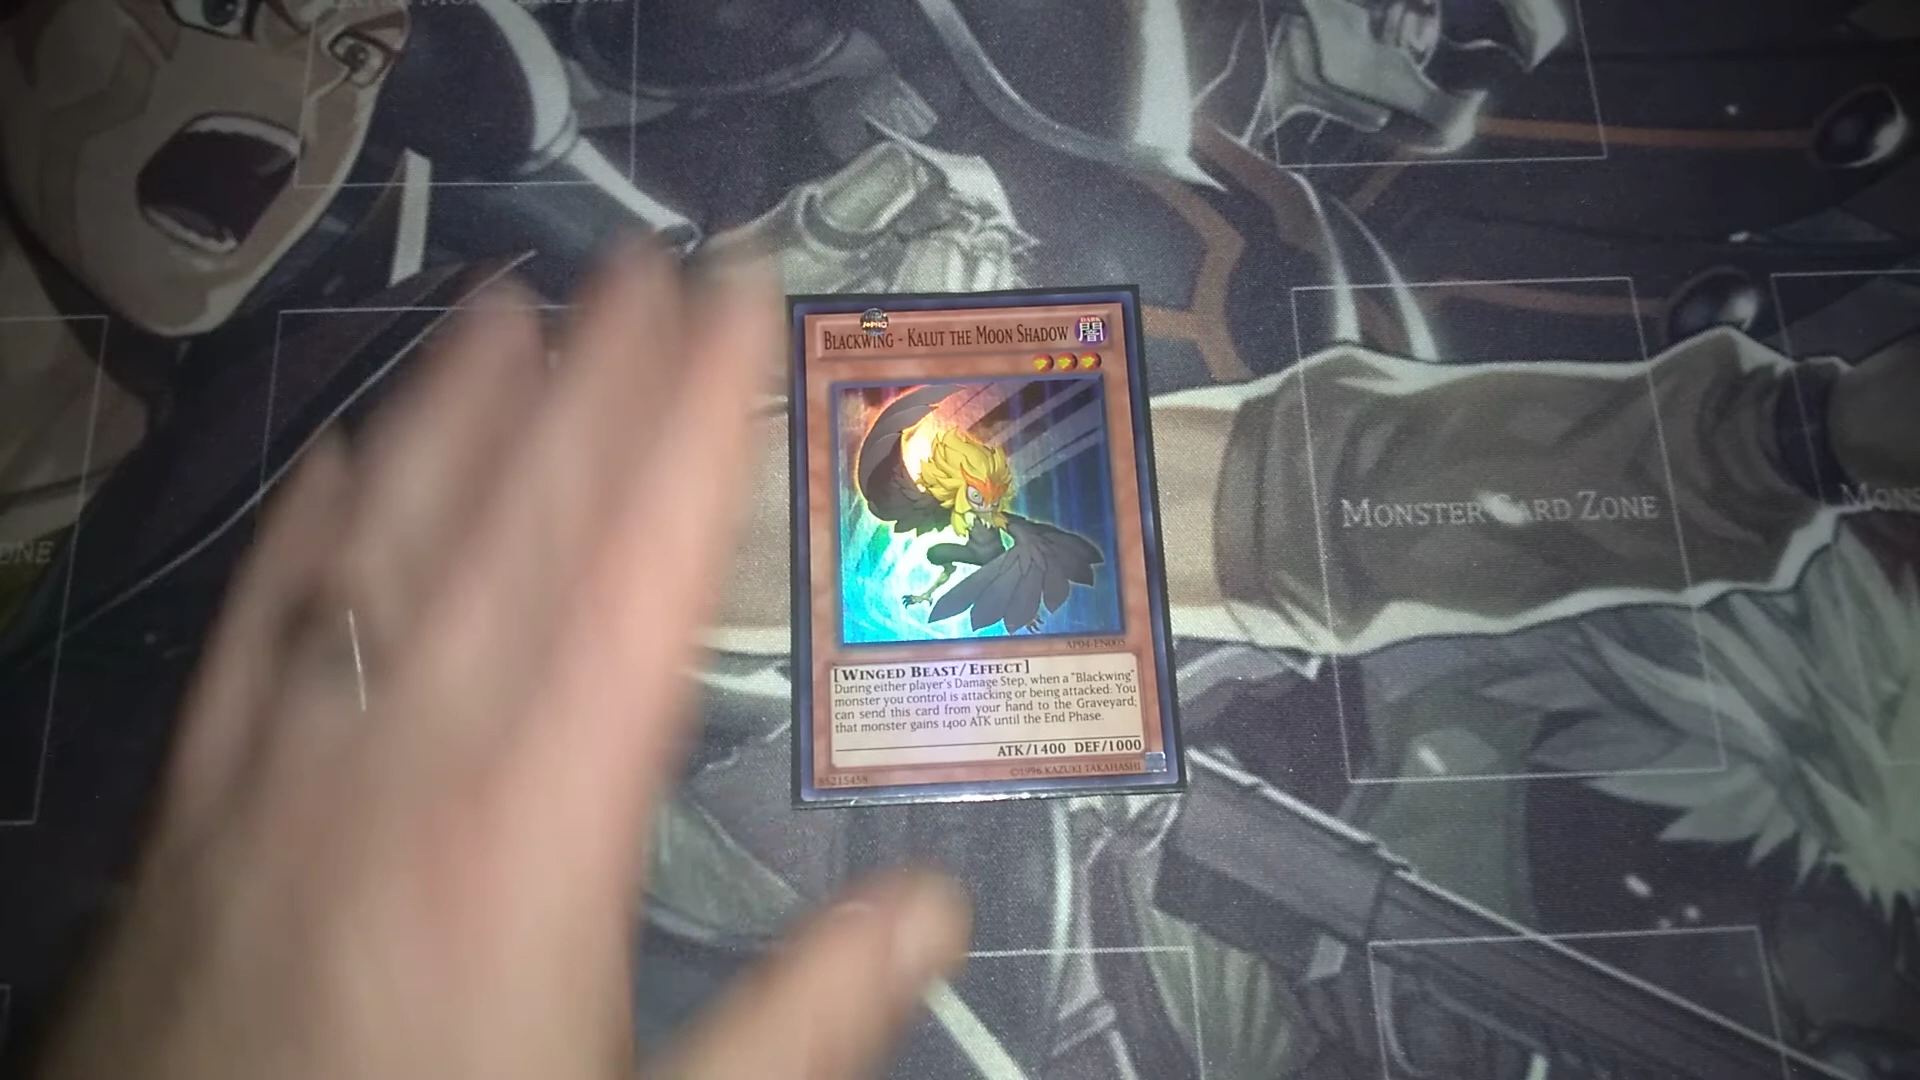 BLACKWING - KALUT THE MOON SHADOW
DARK
闇
AP04-EN005
[WINGED BEAST/EFFECT]
During either player's Damage Step, when a "Blackwing"
monster you control is attacking or being attacked: You
can send this card from your hand to the Graveyard;
that monster gains 1400 ATK until the End Phase.
ATK/1400 DEF/1000
85215458
©1996 KAZUKI TAKAHASHI
MONSTER CARD ZONE